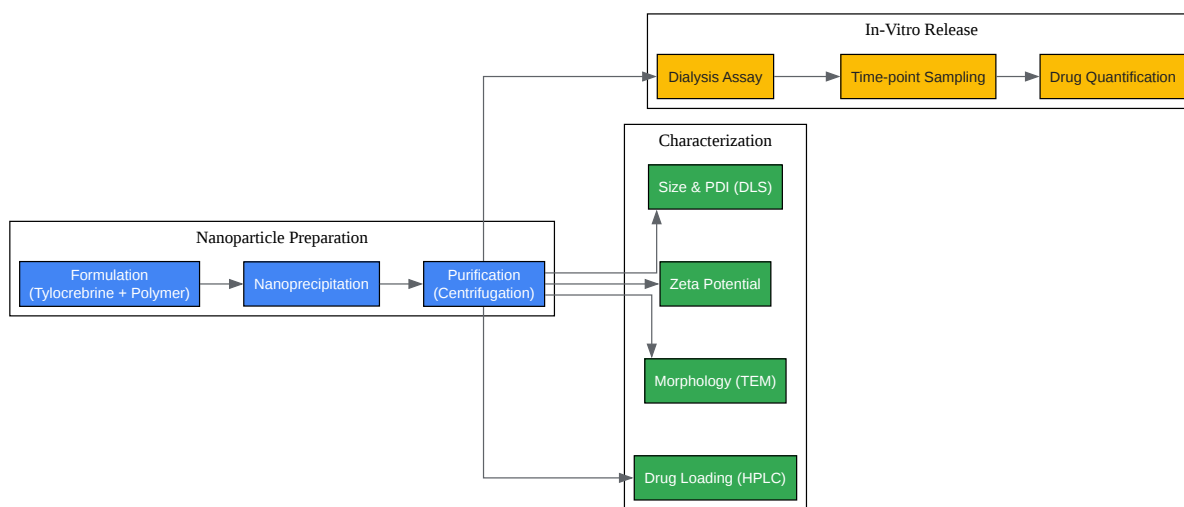 In-Vitro Release
Dialysis Assay
Time-point Sampling
Drug Quantification
Characterization
Size & PDI (DLS)
Nanoparticle Preparation
Formulation
(Tylocrebrine + Polymer)
Nanoprecipitation
Purification
(Centrifugation)
Zeta Potential
Morphology (TEM)
Drug Loading (HPLC)